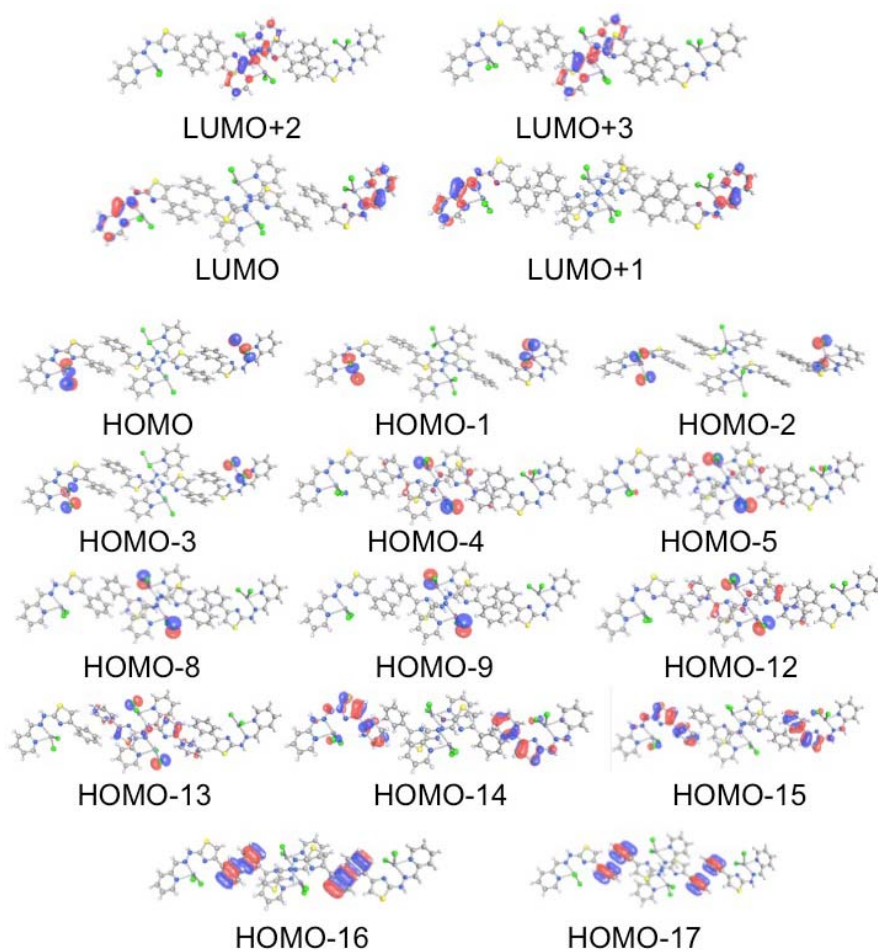 LUMO+2 LUMO+3
LUMO LUMO+1
HOMO HOMO-1 HOMO-2
HOMO-3 HOMO-4 HOMO-5
HOMO-8 HOMO-9 HOMO-12
HOMO-13 HOMO-14 HOMO-15
HOMO-16 HOMO-17